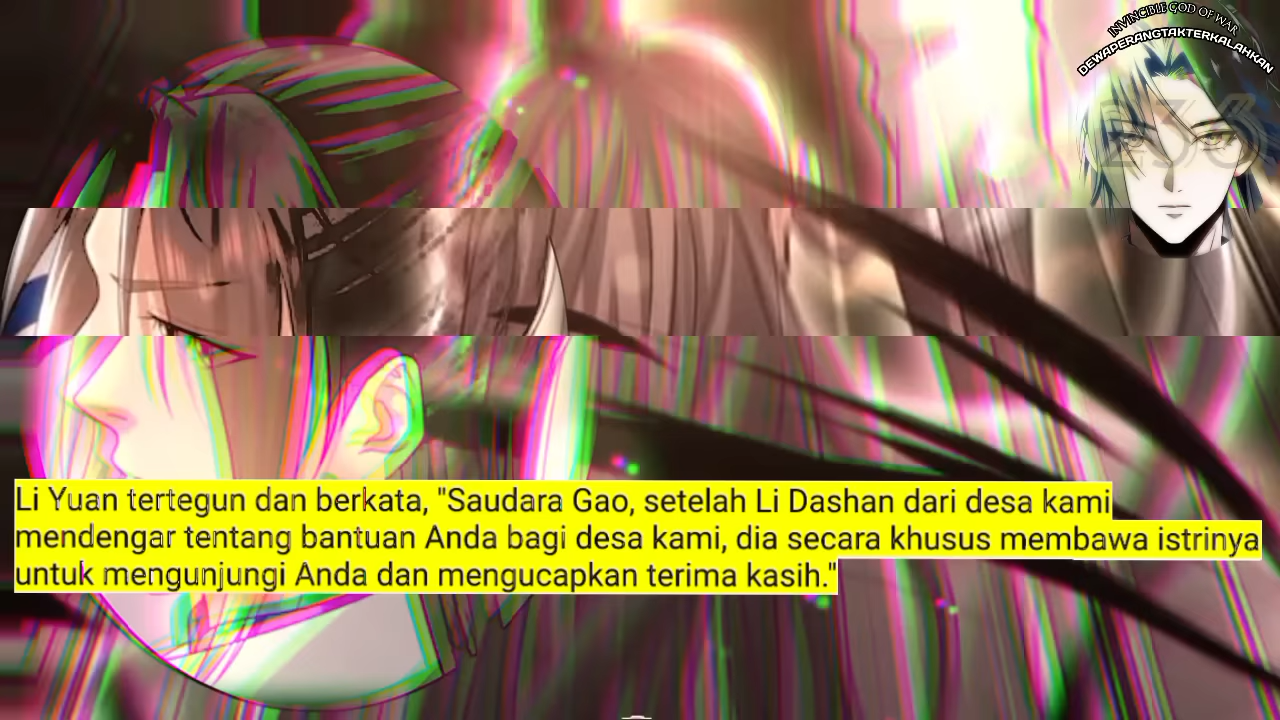 INVINCIBLE GOD OF WAR
DEWAPERANGTAKTERKALAHKAN
236
Li Yuan tertegun dan berkata, "Saudara Gao, setelah Li Dashan dari desa kami
mendengar tentang bantuan Anda bagi desa kami, dia secara khusus membawa istrinya
untuk mengunjungi Anda dan mengucapkan terima kasih."